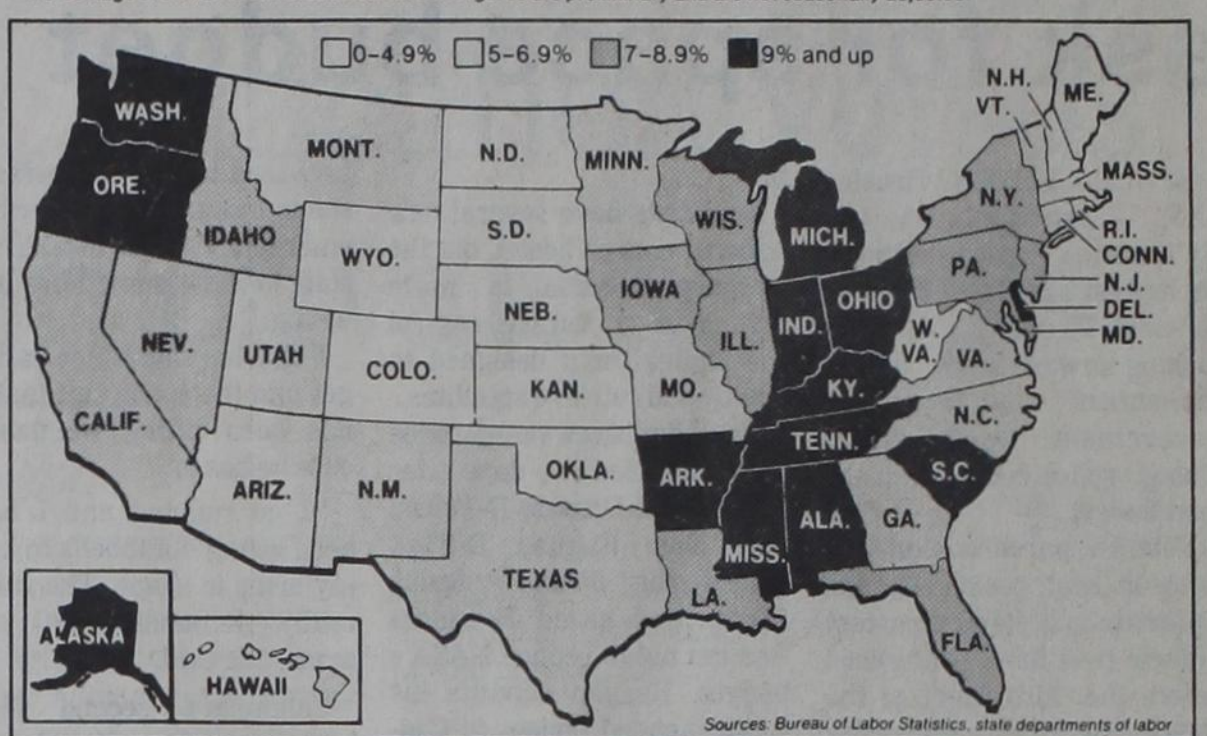 0–4.9% 5–6.9% 7–8.9% 9% and up
WASH.
ORE.
CALIF.
IDAHO
NEV.
MONT.
WYO.
UTAH
ARIZ.
COLO.
N.M.
N.D.
S.D.
NEB.
KAN.
OKLA.
TEXAS
MINN.
IOWA
MO.
ARK.
LA.
WIS.
ILL.
MICH.
IND.
OHIO
KY.
TENN.
MISS.
ALA.
GA.
FLA.
S.C.
N.C.
VA.
W.
VA.
PA.
N.Y.
VT.
N.H.
ME.
MASS.
R.I.
CONN.
N.J.
DEL.
MD.
ALASKA
HAWAII
Sources: Bureau of Labor Statistics, state departments of labor